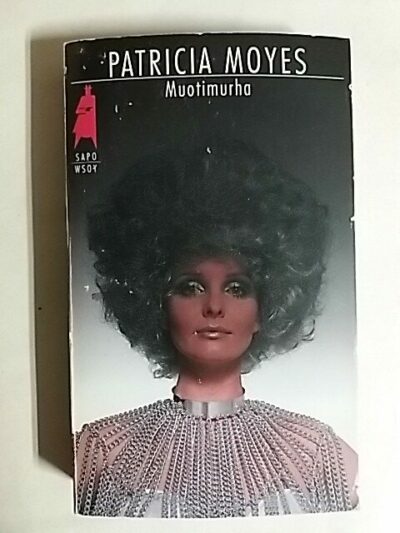 PATRICIA MOYES
Muotimurha
SAPO
WSOY